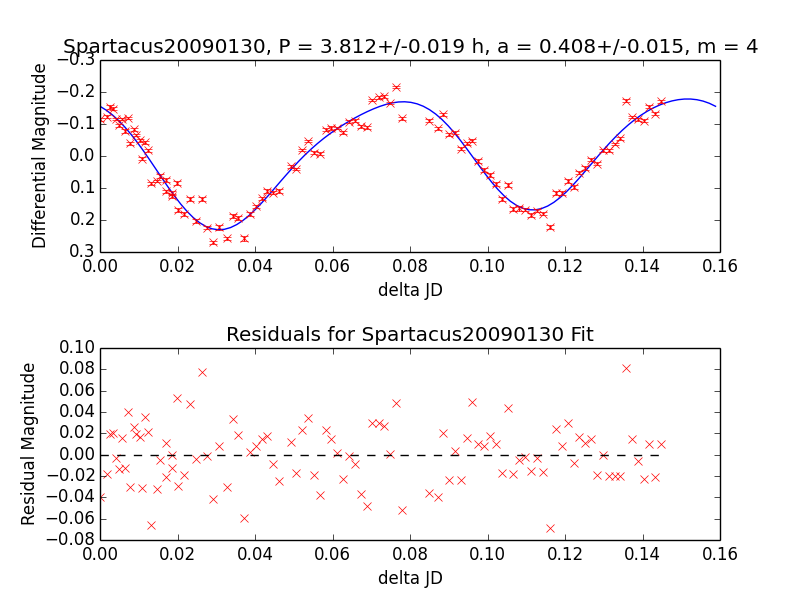 Spartacus20090130, P = 3.812+/-0.019 h, a = 0.408+/-0.015, m = 4
Differential Magnitude
−0.3
−0.2
−0.1
0.0
0.1
0.2
0.3
0.00 0.02 0.04 0.06 0.08 0.10 0.12 0.14 0.16
delta JD
Residuals for Spartacus20090130 Fit
Residual Magnitude
0.10
0.08
0.06
0.04
0.02
0.00
−0.02
−0.04
−0.06
−0.08
0.00 0.02 0.04 0.06 0.08 0.10 0.12 0.14 0.16
delta JD